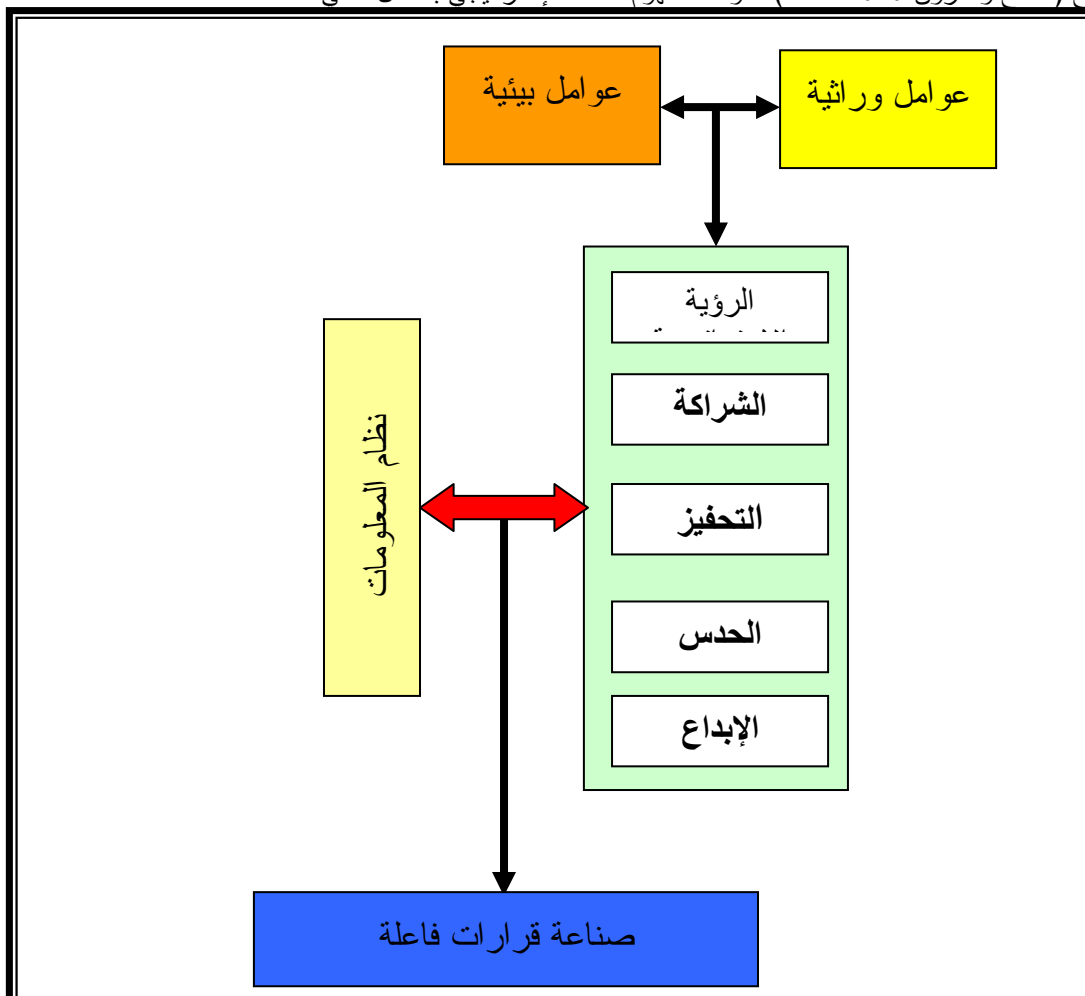 عوامل وراثية
عوامل بيئية
الرؤية
الشراكة
التحفيز
الحدس
الإبداع
نظام المعلومات
صناعة قرارات فاعلة